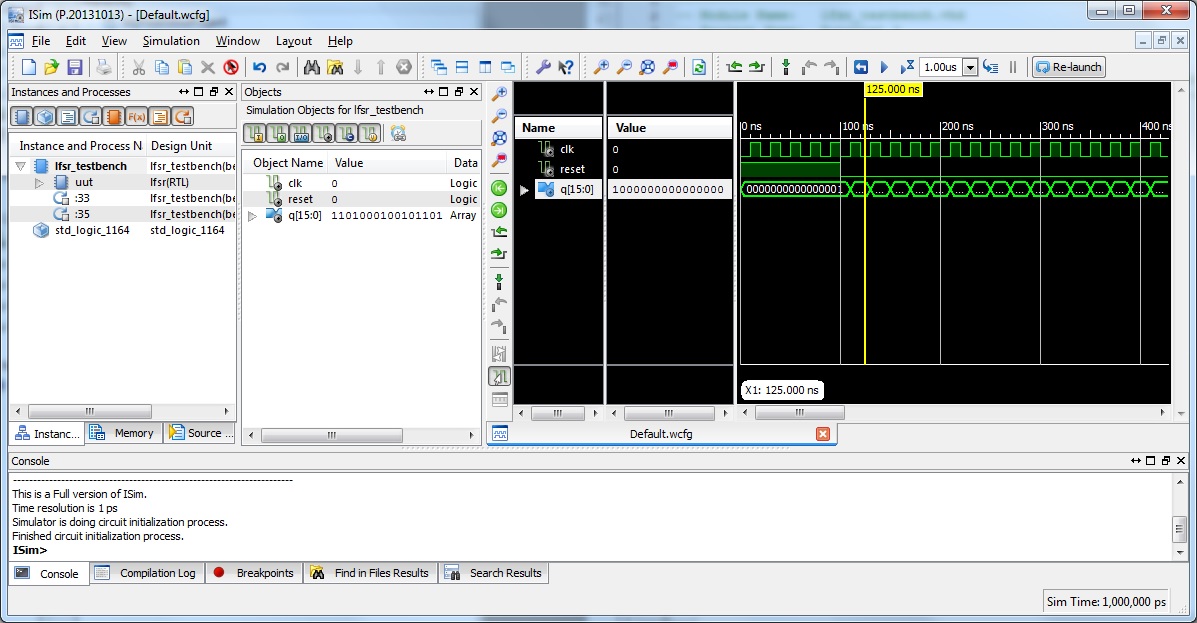 ISim (P.20131013) - [Default.wcfg]
File Edit View Simulation Window Layout Help
1.00us Re-launch
Instances and Processes
Instance and Process N Design Unit
lfsr_testbench lfsr_testbench(be
uut lfsr(RTL)
:33 lfsr_testbench(be
:35 lfsr_testbench(be
std_logic_1164 std_logic_1164
Instanc... Memory Source ...
Objects
Simulation Objects for lfsr_testbench
Object Name Value Data
clk 0 Logic
reset 0 Logic
q[15:0] 1101000100101101 Array
Name Value
clk 0
reset 0
q[15:0] 1000000000000000
125.000 ns
0 ns 100 ns 200 ns 300 ns 400 ns
0000000000000001
X1: 125.000 ns
Default.wcfg
Console
This is a Full version of ISim.
Time resolution is 1 ps
Simulator is doing circuit initialization process.
Finished circuit initialization process.
ISim>
Console Compilation Log Breakpoints Find in Files Results Search Results
Sim Time: 1,000,000 ps